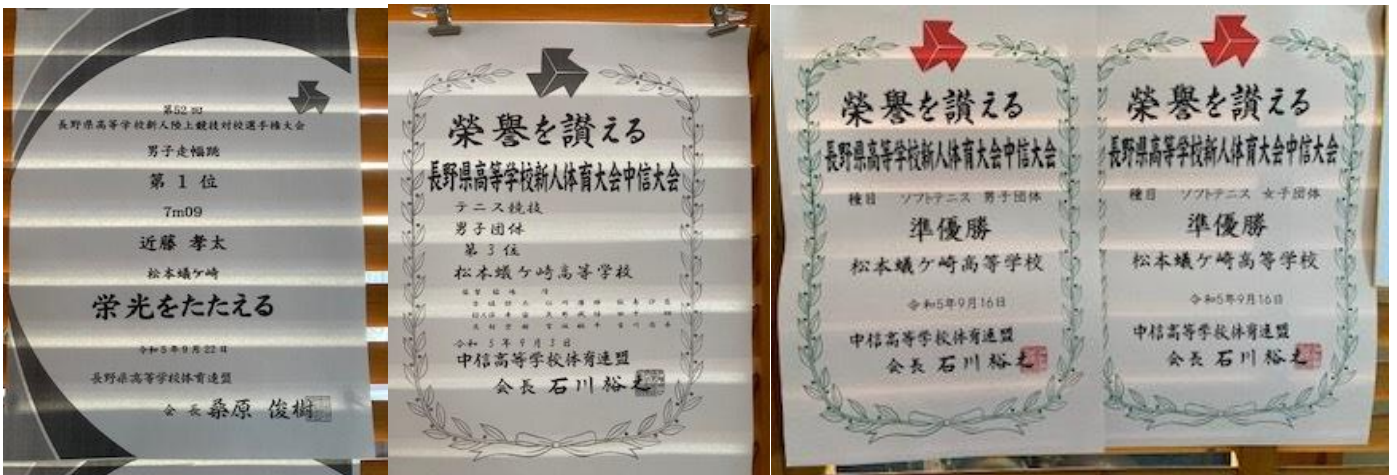 第52回
長野県高等学校新人陸上競技対校選手権大会
男子走幅跳
第1位
7m09
近藤 孝太
松本蟻ケ崎
栄光をたたえる
令和5年9月22日
長野県高等学校体育連盟
会長 桑原 俊樹
榮譽を讃える
長野県高等学校新人体育大会中信大会
テニス競技
男子団体
第3位
松本蟻ケ崎高等学校
令和5年9月3日
中信高等学校体育連盟
会長 石川裕之
榮譽を讃える
長野県高等学校新人体育大会中信大会
種目 ソフトテニス 男子団体
準優勝
松本蟻ケ崎高等学校
令和5年9月16日
中信高等学校体育連盟
会長 石川裕之
榮譽を讃える
長野県高等学校新人体育大会中信大会
種目 ソフトテニス 女子団体
準優勝
松本蟻ケ崎高等学校
令和5年9月16日
中信高等学校体育連盟
会長 石川裕之